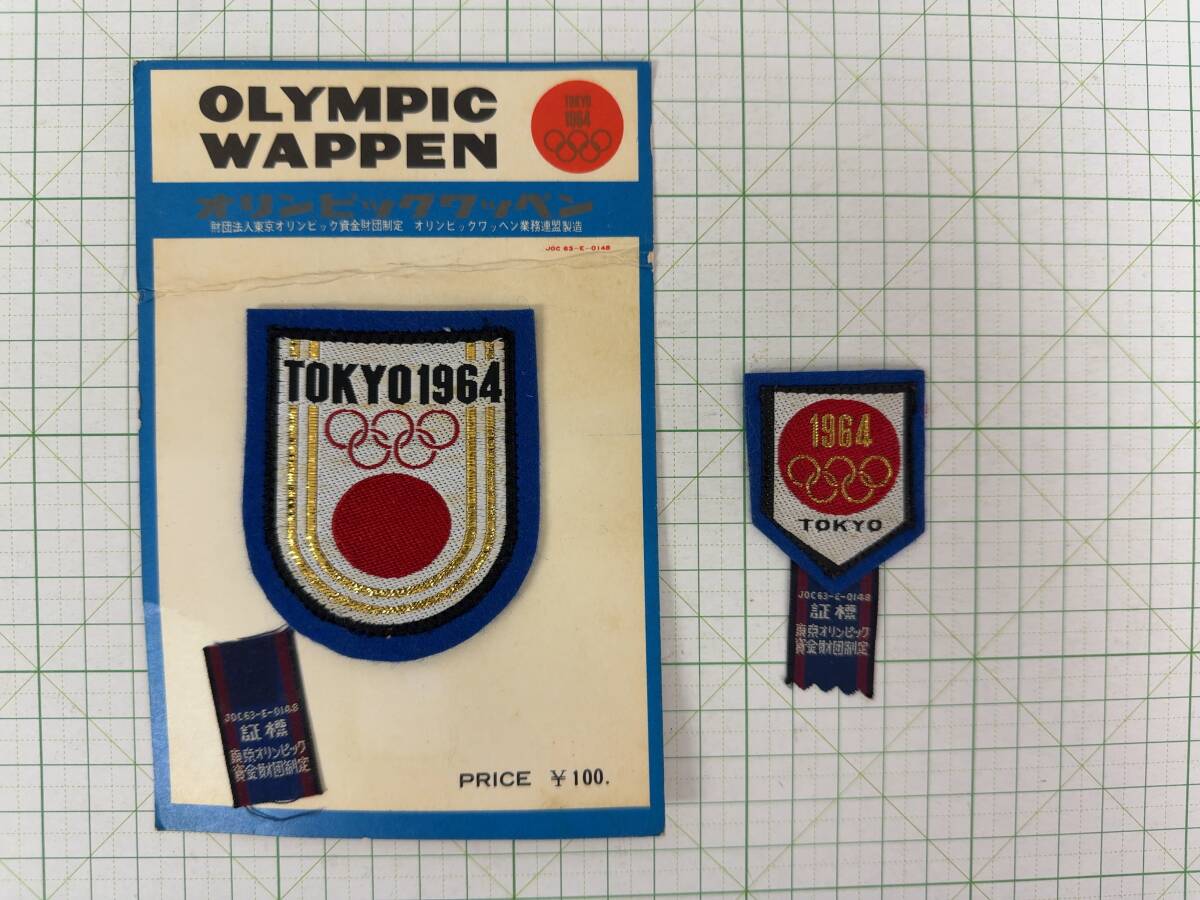 OLYMPIC
WAPPEN
TOKYO
1964
オリンピックワッペン
財団法人東京オリンピック資金財団制定 オリンピックワッペン業務連盟製造
JOC 63-E-0148
TOKYO1964
JOC63-E-0148
証標
東京オリンピック
資金財団制定
PRICE ¥100.
1964
TOKYO
JOC63-E-0148
証標
東京オリンピック
資金財団制定